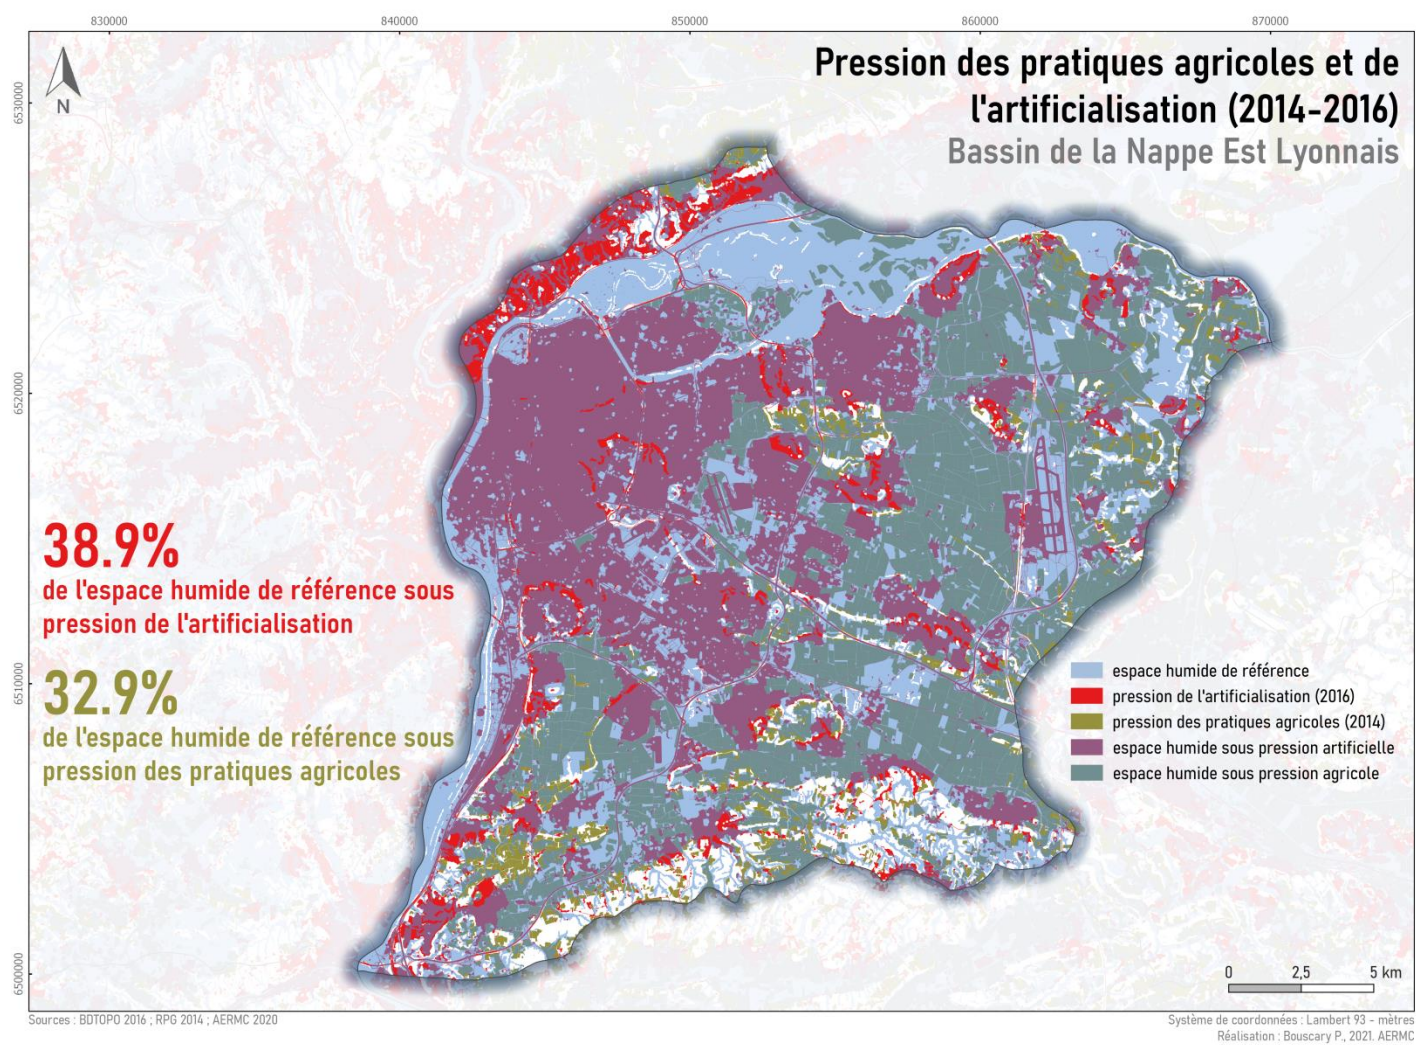 830000
840000
850000
860000
870000
Pression des pratiques agricoles et de
l'artificialisation (2014-2016)
Bassin de la Nappe Est Lyonnais
N
6530000
6520000
6510000
6500000
38.9%
de l'espace humide de référence sous
pression de l'artificialisation
32.9%
de l'espace humide de référence sous
pression des pratiques agricoles
espace humide de référence
pression de l'artificialisation (2016)
pression des pratiques agricoles (2014)
espace humide sous pression artificielle
espace humide sous pression agricole
0 2,5 5 km
Sources : BDTOPO 2016 ; RPG 2014 ; AERMC 2020
Système de coordonnées : Lambert 93 - mètres
Réalisation : Bouscary P., 2021. AERMC